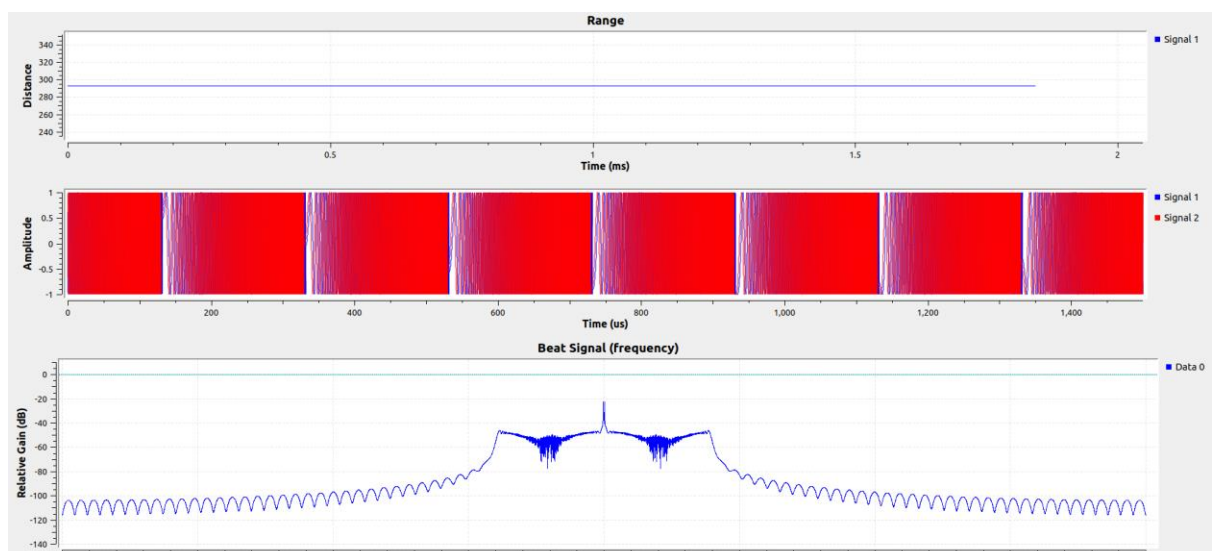 Range
Distance
340
320
300
280
260
240
0
0.5
1
1.5
2
Time (ms)
Signal 1
Amplitude
1
0.5
0
-0.5
-1
0
200
400
600
800
1,000
1,200
1,400
Time (us)
Signal 1
Signal 2
Beat Signal (frequency)
Relative Gain (dB)
0
-20
-40
-60
-80
-100
-120
-140
Data 0